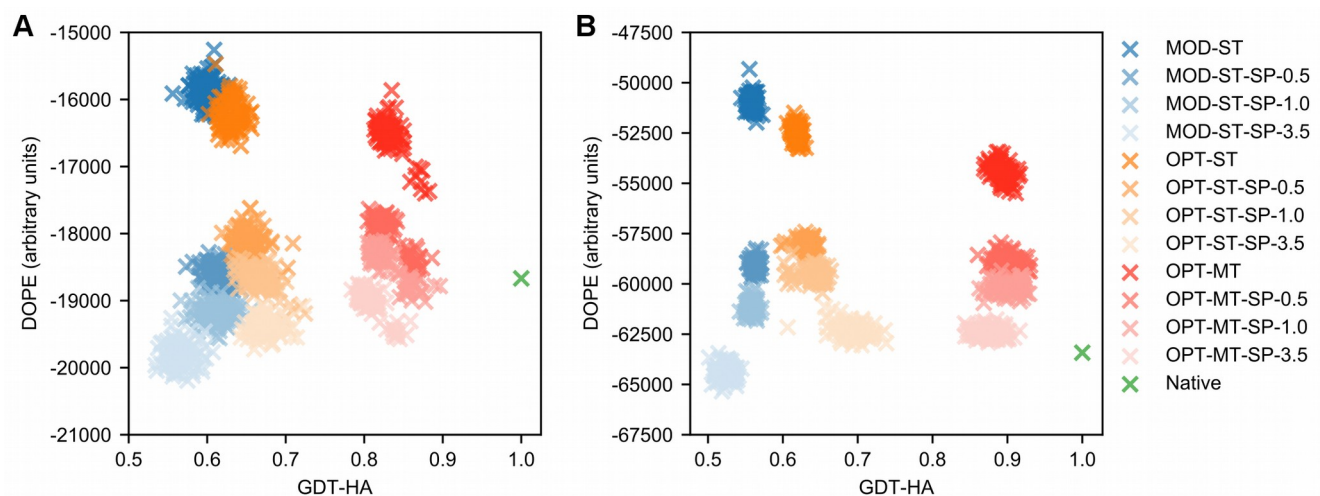 A
-15000
-16000
-17000
-18000
-19000
-20000
-21000
DOPE (arbitrary units)
0.5 0.6 0.7 0.8 0.9 1.0
GDT-HA
B
-47500
-50000
-52500
-55000
-57500
-60000
-62500
-65000
-67500
DOPE (arbitrary units)
0.5 0.6 0.7 0.8 0.9 1.0
GDT-HA
MOD-ST
MOD-ST-SP-0.5
MOD-ST-SP-1.0
MOD-ST-SP-3.5
OPT-ST
OPT-ST-SP-0.5
OPT-ST-SP-1.0
OPT-ST-SP-3.5
OPT-MT
OPT-MT-SP-0.5
OPT-MT-SP-1.0
OPT-MT-SP-3.5
Native